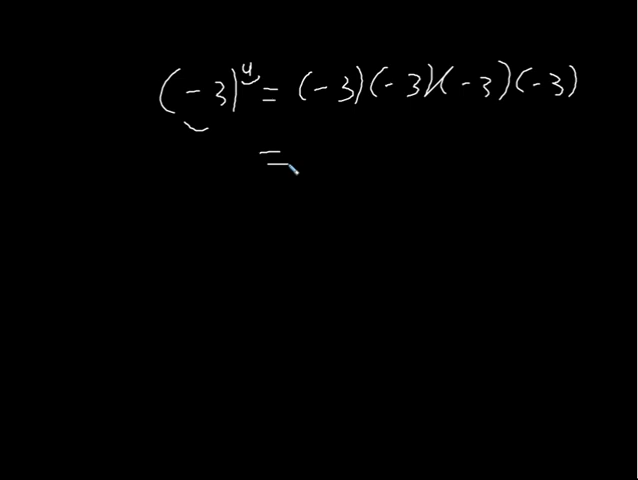 (-3)⁴ = (-3)(-3)(-3)(-3)
=